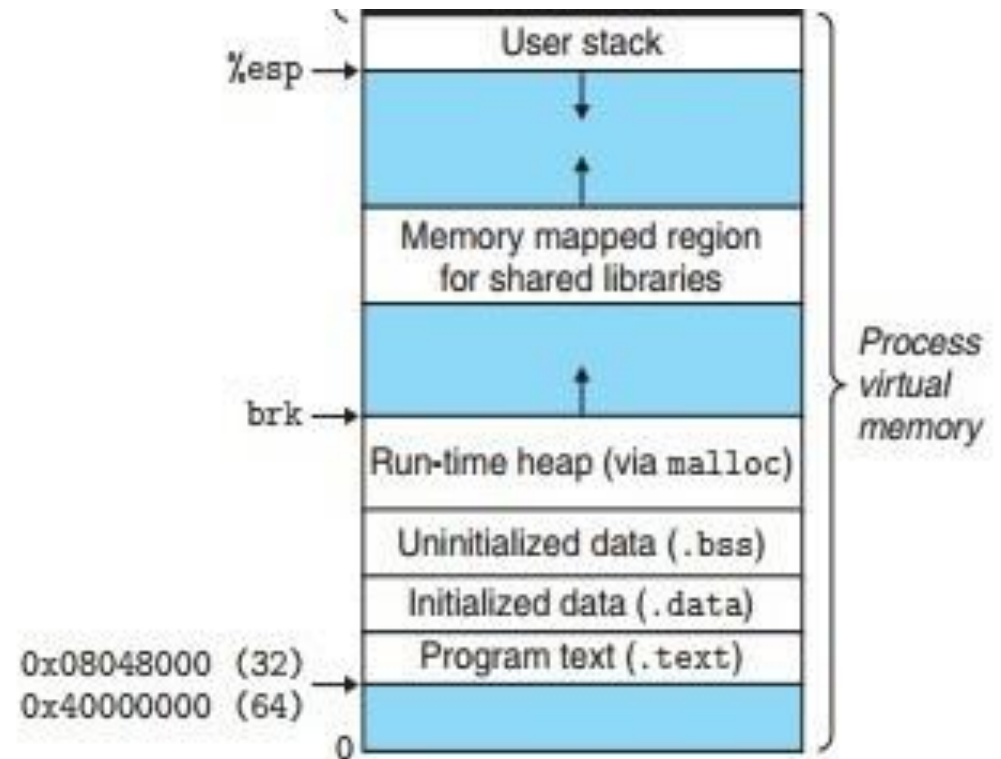 User stack
%esp
Memory mapped region
for shared libraries
Process
virtual
memory
brk
Run-time heap (via malloc)
Uninitialized data (.bss)
Initialized data (.data)
Program text (.text)
0x08048000 (32)
0x40000000 (64)
0